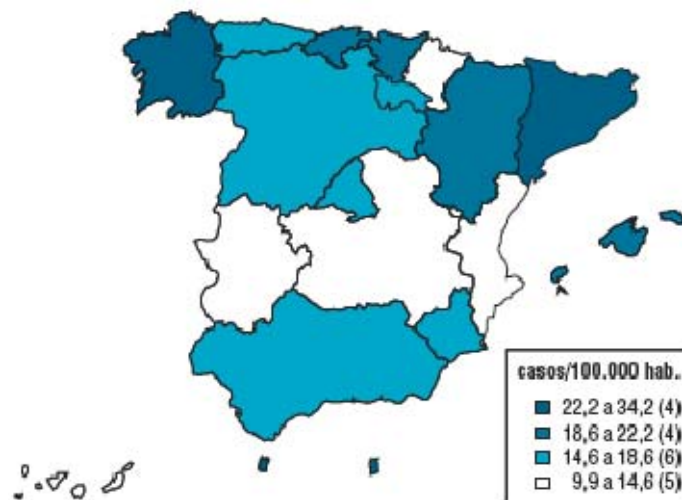 casos/100.000 hab.
22,2 a 34,2 (4)
18,6 a 22,2 (4)
14,6 a 18,6 (6)
9,9 a 14,6 (5)